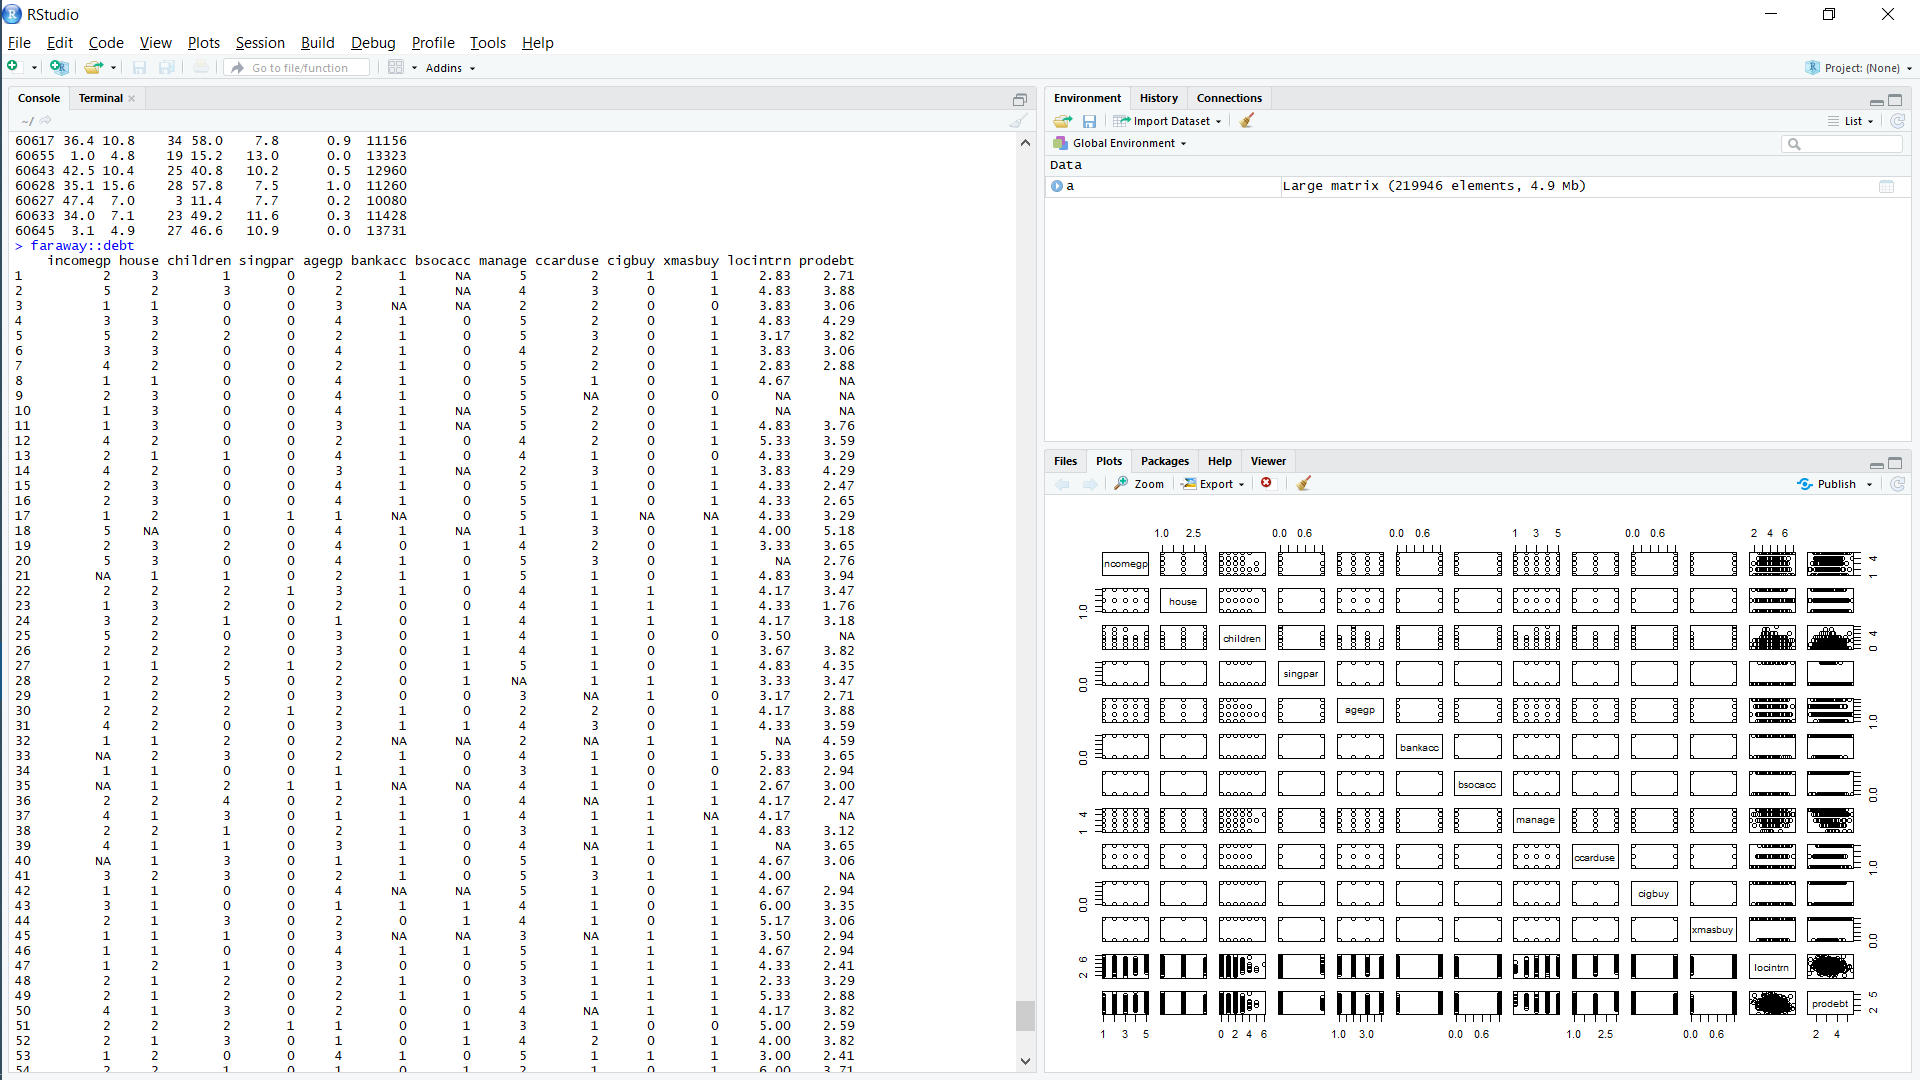 RStudio
File Edit Code View Plots Session Build Debug Profile Tools Help
Go to file/function Addins Project: (None)
Console Terminal
~/
60617 36.4 10.8 34 58.0 7.8 0.9 11156
60655 1.0 4.8 19 15.2 13.0 0.0 13323
60643 42.5 10.4 25 40.8 10.2 0.5 12960
60628 35.1 15.6 28 57.8 7.5 1.0 11260
60627 47.4 7.0 3 11.4 7.7 0.2 10080
60633 34.0 7.1 23 49.2 11.6 0.3 11428
60645 3.1 4.9 27 46.6 10.9 0.0 13731
> faraway::debt
incomegp house children singpar agegp bankacc bsocacc manage ccarduse cigbuy xmasbuy locintrn prodebt
1 2 3 1 0 2 1 NA 5 2 1 1 2.83 2.71
2 5 2 3 0 2 1 NA 4 3 0 1 4.83 3.88
3 1 1 0 0 3 NA NA 2 2 0 0 3.83 3.06
4 3 3 0 0 4 1 0 5 2 0 1 4.83 4.29
5 5 2 2 0 2 1 0 5 3 0 1 3.17 3.82
6 3 3 0 0 4 1 0 4 2 0 1 3.83 3.06
7 4 2 0 0 2 1 0 5 2 0 1 2.83 2.88
8 1 1 0 0 4 1 0 5 1 0 1 4.67 NA
9 2 3 0 0 4 1 0 5 NA 0 0 NA NA
10 1 3 0 0 4 1 NA 5 2 0 1 NA NA
11 1 3 0 0 3 1 NA 5 2 0 1 4.83 3.76
12 4 2 0 0 2 1 0 4 2 0 1 5.33 3.59
13 2 1 1 0 4 1 0 4 1 0 0 4.33 3.29
14 4 2 0 0 3 1 NA 2 3 0 1 3.83 4.29
15 2 3 0 0 4 1 0 5 1 0 1 4.33 2.47
16 2 3 0 0 4 1 0 5 1 0 1 4.33 2.65
17 1 2 1 1 1 NA 0 5 1 NA NA 4.33 3.29
18 5 NA 0 0 4 1 NA 1 3 0 1 4.00 5.18
19 2 3 2 0 4 0 1 4 2 0 1 3.33 3.65
20 5 3 0 0 4 1 0 5 3 0 1 NA 2.76
21 NA 1 1 0 2 1 1 5 1 0 1 4.83 3.94
22 2 2 2 1 3 1 0 4 1 1 1 4.17 3.47
23 1 3 2 0 2 0 0 4 1 1 1 4.33 1.76
24 3 2 1 0 1 0 1 4 1 1 1 4.17 3.18
25 5 2 0 0 3 0 1 4 1 0 0 3.50 NA
26 2 2 2 0 3 0 1 4 1 0 1 3.67 3.82
27 1 1 2 1 2 0 1 5 1 1 1 4.83 4.35
28 2 2 5 0 2 0 1 NA 1 1 1 3.33 3.47
29 1 2 2 0 3 0 0 3 NA 1 0 3.17 2.71
30 2 2 2 1 2 1 0 2 2 0 1 4.17 3.88
31 4 2 0 0 3 1 1 4 3 0 1 4.33 3.59
32 1 1 2 0 2 NA NA 2 NA 1 1 NA 4.59
33 NA 2 3 0 2 1 0 4 1 0 1 5.33 3.65
34 1 1 0 0 1 1 0 3 1 0 0 2.83 2.94
35 NA 1 2 1 1 NA NA 4 1 0 1 2.67 3.00
36 2 2 4 0 2 1 0 4 NA 1 1 4.17 2.47
37 4 1 3 0 1 1 1 4 1 1 NA 4.17 NA
38 2 2 1 0 2 1 0 3 1 1 1 4.83 3.12
39 4 1 1 0 3 1 0 4 NA 1 1 NA 3.65
40 NA 1 3 0 1 1 0 5 1 0 1 4.67 3.06
41 3 2 3 0 2 1 0 5 3 1 1 4.00 NA
42 1 1 0 0 4 NA NA 5 1 0 1 4.67 2.94
43 3 1 0 0 1 1 1 4 1 0 1 6.00 3.35
44 2 1 3 0 2 0 1 4 1 0 1 5.17 3.06
45 1 1 1 0 3 NA NA 3 NA 1 1 3.50 2.94
46 1 1 0 0 4 1 1 5 1 0 1 4.67 2.94
47 1 2 1 0 3 0 0 5 1 1 1 4.33 2.41
48 2 1 2 0 2 1 0 3 1 1 1 2.33 3.29
49 2 1 2 0 2 1 1 5 1 1 1 5.33 2.88
50 4 1 3 0 2 0 0 4 NA 1 1 4.17 3.82
51 2 2 2 1 1 0 1 3 1 0 0 5.00 2.59
52 2 1 3 0 1 0 1 4 2 0 1 4.00 3.82
53 1 2 0 0 4 1 0 5 1 1 1 3.00 2.41
54 2 2 1 0 1 0 1 2 1 0 1 6.00 3.71
Environment History Connections
Import Dataset List
Global Environment
Data
a Large matrix (219946 elements, 4.9 Mb)
Files Plots Packages Help Viewer
Zoom Export Publish
1.0 2.5 0.0 0.6 0.0 0.6 1 3 5 0.0 0.6 2 4 6
ncomegp 1 4
1.0 house
children 0 4
0.0 singpar
agegp 1.0
0.0 bankacc
bsocacc 0.0
1 4 manage
ccarduse 1.0
0.0 cigbuy
xmasbuy 0.0
2 6 locintrn
prodebt 2 5
1 3 5 0 2 4 6 1.0 3.0 0.0 0.6 1.0 2.5 0.0 0.6 2 4